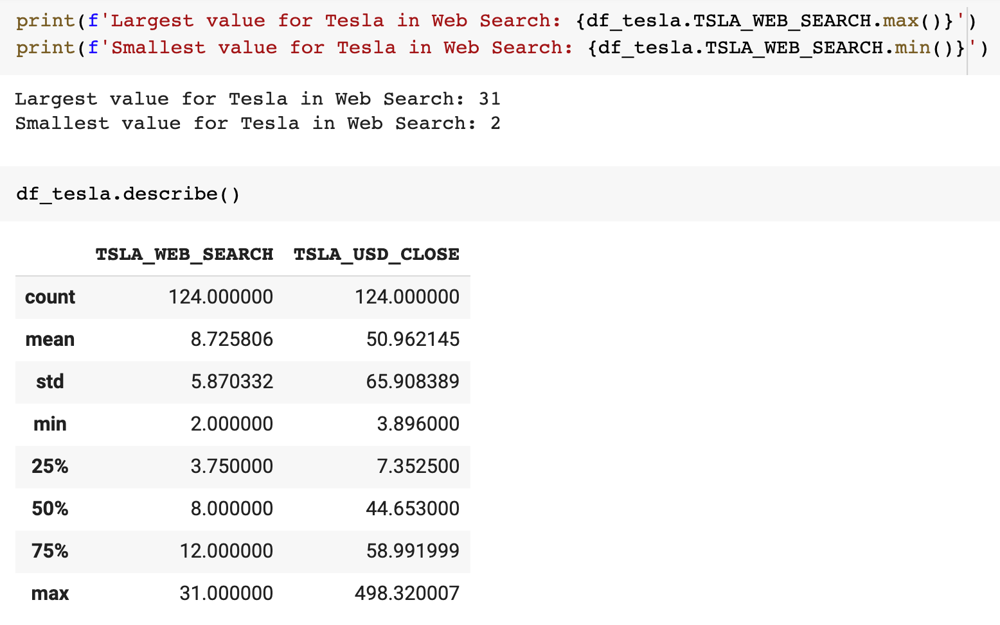 print(f'Largest value for Tesla in Web Search: {df_tesla.TSLA_WEB_SEARCH.max()}')
print(f'Smallest value for Tesla in Web Search: {df_tesla.TSLA_WEB_SEARCH.min()}')
Largest value for Tesla in Web Search: 31
Smallest value for Tesla in Web Search: 2
df_tesla.describe()
TSLA_WEB_SEARCH TSLA_USD_CLOSE
count 124.000000 124.000000
mean 8.725806 50.962145
std 5.870332 65.908389
min 2.000000 3.896000
25% 3.750000 7.352500
50% 8.000000 44.653000
75% 12.000000 58.991999
max 31.000000 498.320007